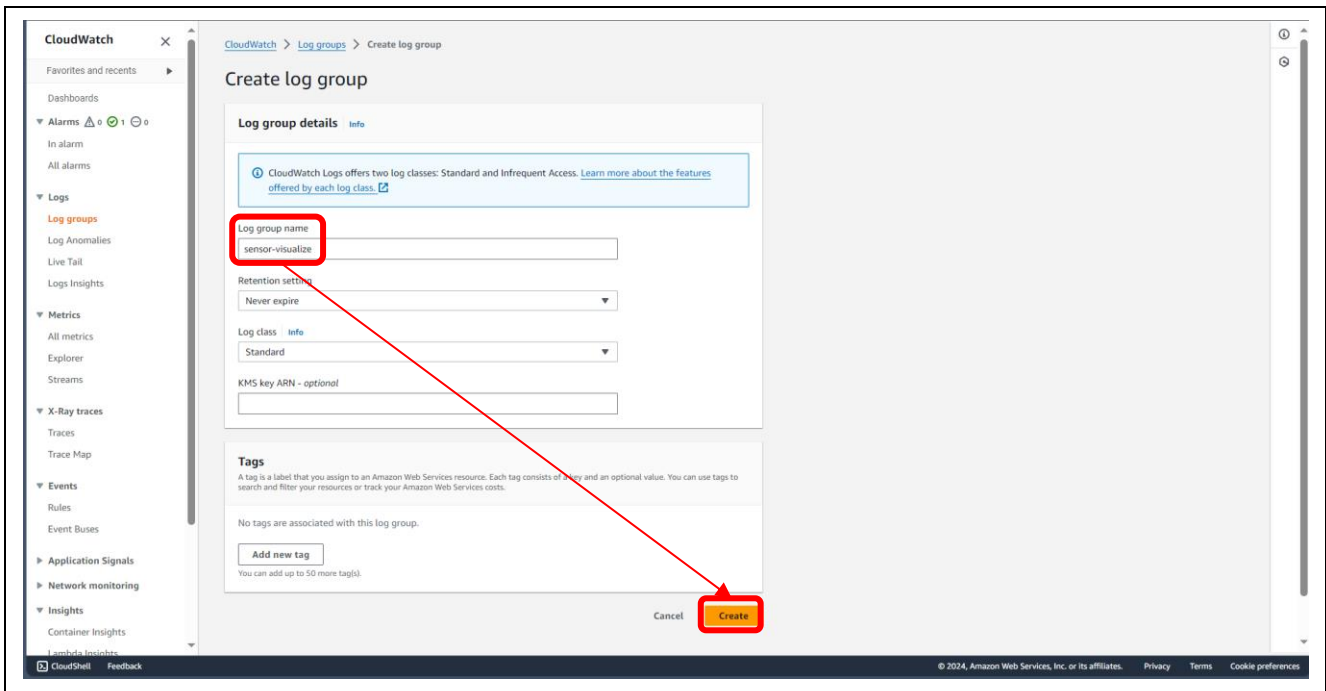 CloudWatch
Favorites and recents
Dashboards
Alarms 0 1 0
In alarm
All alarms
Logs
Log groups
Log Anomalies
Live Tail
Logs Insights
Metrics
All metrics
Explorer
Streams
X-Ray traces
Traces
Trace Map
Events
Rules
Event Buses
Application Signals
Network monitoring
Insights
Container Insights
Lambda Insights
CloudWatch > Log groups > Create log group
Create log group
Log group details Info
CloudWatch Logs offers two log classes: Standard and Infrequent Access. Learn more about the features
offered by each log class.
Log group name
sensor-visualize
Retention setting
Never expire
Log class Info
Standard
KMS key ARN - optional
Tags
A tag is a label that you assign to an Amazon Web Services resource. Each tag consists of a key and an optional value. You can use tags to
search and filter your resources or track your Amazon Web Services costs.
No tags are associated with this log group.
Add new tag
You can add up to 50 more tag(s).
Cancel Create
CloudShell Feedback © 2024, Amazon Web Services, Inc. or its affiliates. Privacy Terms Cookie preferences